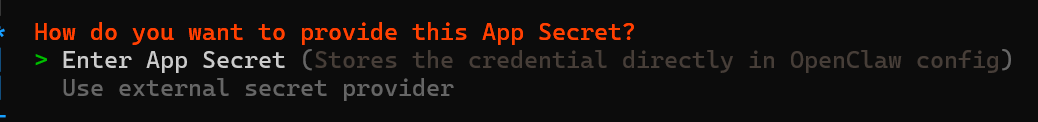 How do you want to provide this App Secret?
> Enter App Secret (Stores the credential directly in OpenClaw config)
Use external secret provider